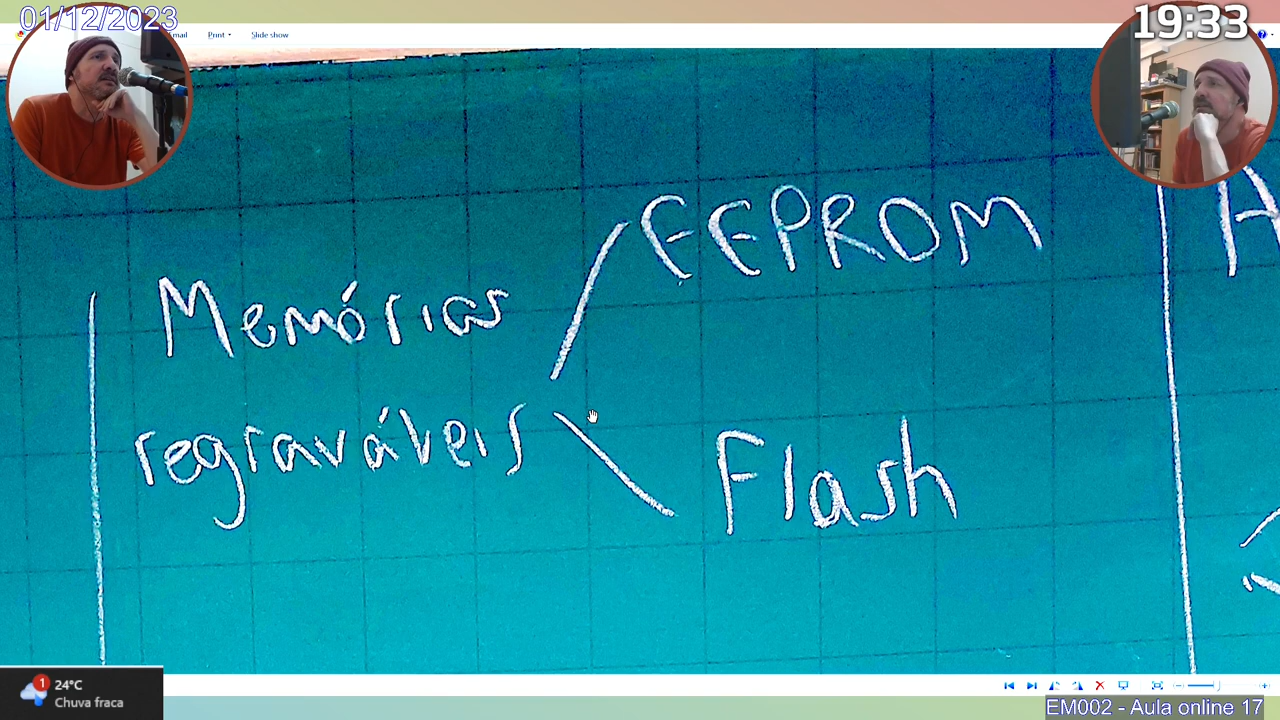 01/12/2023
19:33
Email Print Slide show
Memórias
regraváveis
EEPROM
Flash
A
1
24°C
Chuva fraca
EM002 - Aula online 17